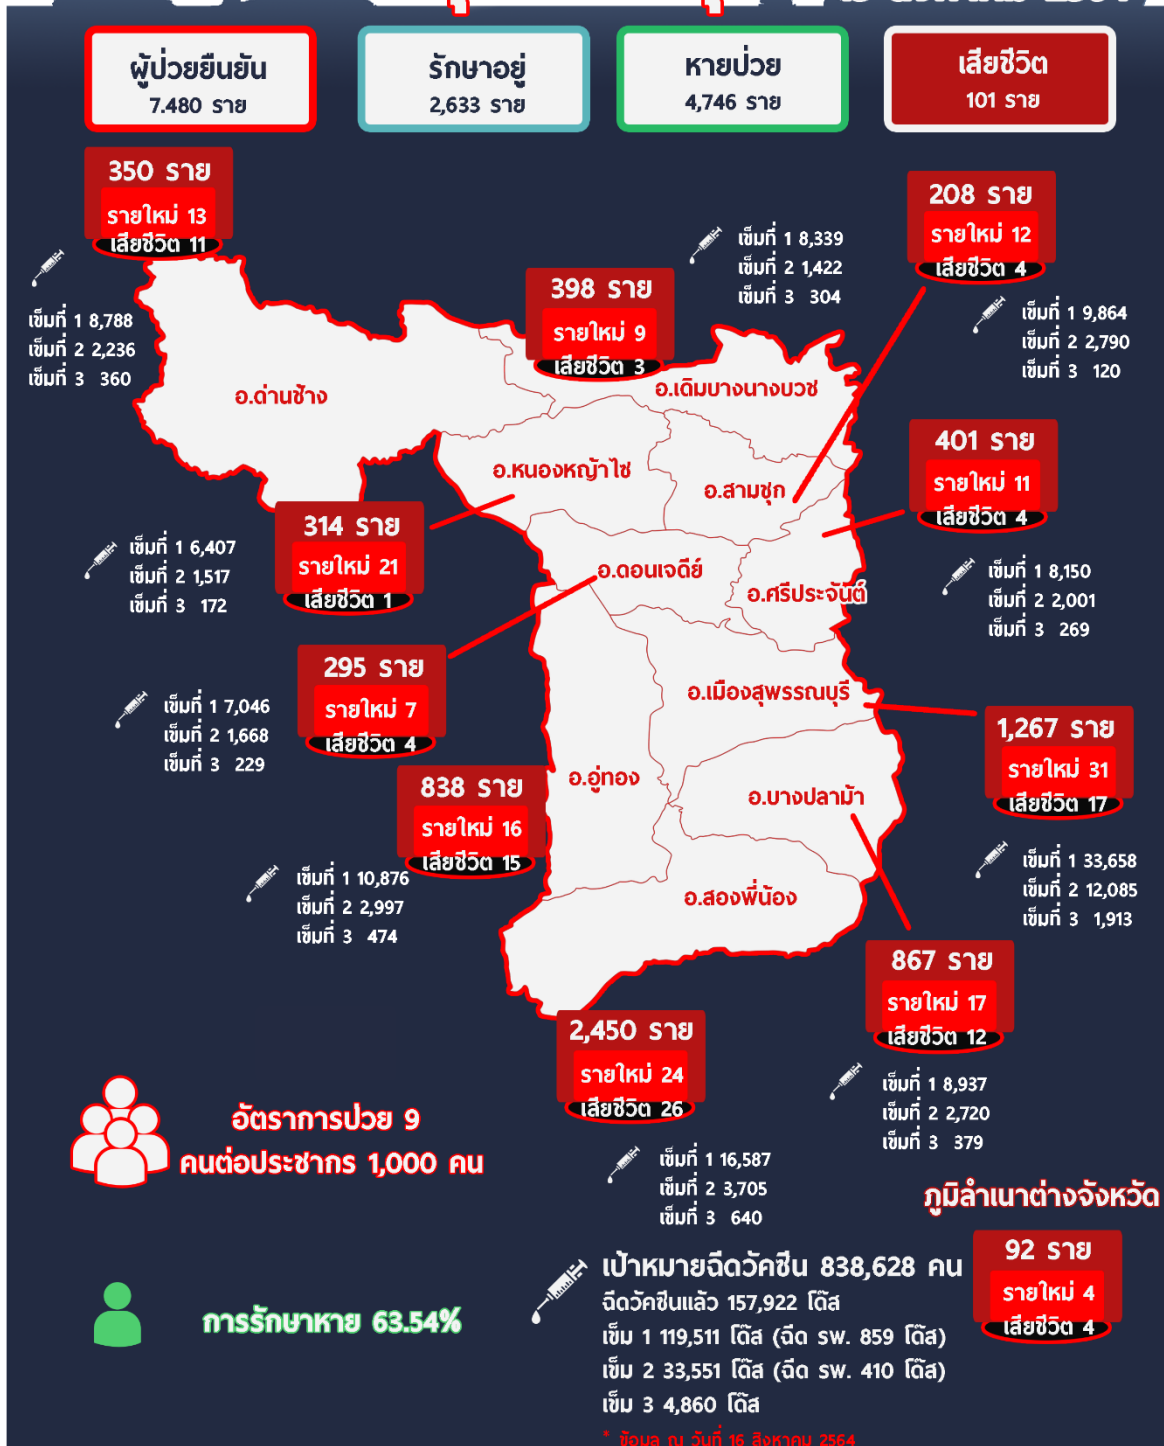 ผู้ป่วยยืนยัน
7.480 ราย
รักษาอยู่
2,633 ราย
หายป่วย
4,746 ราย
เสียชีวิต
101 ราย
350 ราย
รายใหม่ 13
เสียชีวิต 11
เข็มที่ 1 8,788
เข็มที่ 2 2,236
เข็มที่ 3 360
อ.ด่านช้าง
398 ราย
รายใหม่ 9
เสียชีวิต 3
เข็มที่ 1 8,339
เข็มที่ 2 1,422
เข็มที่ 3 304
อ.เดิมบางนางบวช
208 ราย
รายใหม่ 12
เสียชีวิต 4
เข็มที่ 1 9,864
เข็มที่ 2 2,790
เข็มที่ 3 120
อ.หนองหญ้าไซ
อ.สามชุก
401 ราย
รายใหม่ 11
เสียชีวิต 4
เข็มที่ 1 8,150
เข็มที่ 2 2,001
เข็มที่ 3 269
314 ราย
รายใหม่ 21
เสียชีวิต 1
เข็มที่ 1 6,407
เข็มที่ 2 1,517
เข็มที่ 3 172
อ.ดอนเจดีย์
อ.ศรีประจันต์
295 ราย
รายใหม่ 7
เสียชีวิต 4
เข็มที่ 1 7,046
เข็มที่ 2 1,668
เข็มที่ 3 229
อ.เมืองสุพรรณบุรี
1,267 ราย
รายใหม่ 31
เสียชีวิต 17
เข็มที่ 1 33,658
เข็มที่ 2 12,085
เข็มที่ 3 1,913
838 ราย
รายใหม่ 16
เสียชีวิต 15
เข็มที่ 1 10,876
เข็มที่ 2 2,997
เข็มที่ 3 474
อ.อู่ทอง
อ.บางปลาม้า
อ.สองพี่น้อง
867 ราย
รายใหม่ 17
เสียชีวิต 12
เข็มที่ 1 8,937
เข็มที่ 2 2,720
เข็มที่ 3 379
2,450 ราย
รายใหม่ 24
เสียชีวิต 26
เข็มที่ 1 16,587
เข็มที่ 2 3,705
เข็มที่ 3 640
อัตราการป่วย 9
คนต่อประชากร 1,000 คน
ภูมิลำเนาต่างจังหวัด
92 ราย
รายใหม่ 4
เสียชีวิต 4
การรักษาหาย 63.54%
เป้าหมายฉีดวัคซีน 838,628 คน
ฉีดวัคซีนแล้ว 157,922 โด๊ส
เข็ม 1 119,511 โด๊ส (ฉีด รพ. 859 โด๊ส)
เข็ม 2 33,551 โด๊ส (ฉีด รพ. 410 โด๊ส)
เข็ม 3 4,860 โด๊ส
* ข้อมูล ณ วันที่ 16 สิงหาคม 2564